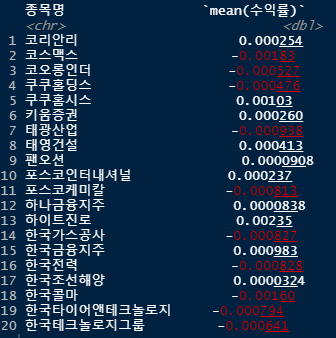 종목명 `mean(수익률)`
<chr> <dbl>
1 코리안리 0.000254
2 코스맥스 -0.00183
3 코오롱인더 -0.000527
4 쿠쿠홀딩스 -0.000476
5 쿠쿠홈시스 0.00103
6 키움증권 0.000260
7 태광산업 -0.000938
8 태영건설 0.000413
9 팬오션 0.0000908
10 포스코인터내셔널 0.000237
11 포스코케미칼 -0.000813
12 하나금융지주 0.0000838
13 하이트진로 0.00235
14 한국가스공사 -0.000827
15 한국금융지주 0.000983
16 한국전력 -0.000828
17 한국조선해양 0.0000324
18 한국콜마 -0.00160
19 한국타이어앤테크놀로지 -0.000794
20 한국테크놀로지그룹 -0.000641